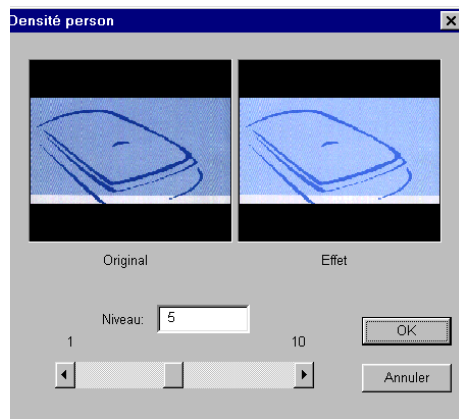 Densité person
Original
Effet
Niveau:
5
1
10
OK
Annuler